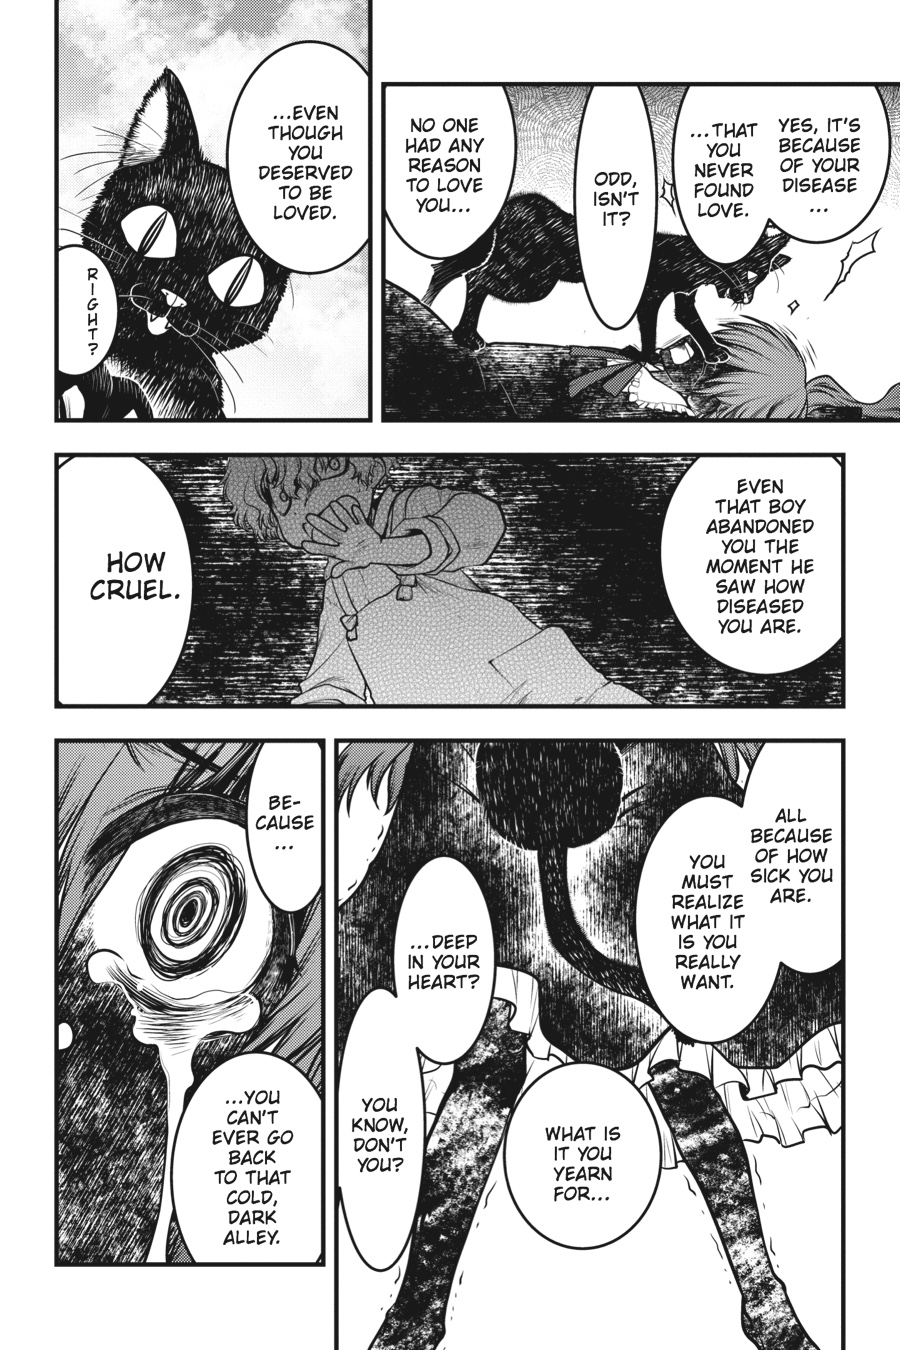 YES, IT'S
BECAUSE
OF YOUR
DISEASE
...
...THAT
YOU
NEVER
FOUND
LOVE.
ODD,
ISN'T
IT?
NO ONE
HAD ANY
REASON
TO LOVE
YOU...
...EVEN
THOUGH
YOU
DESERVED
TO BE
LOVED.
RIGHT?
EVEN
THAT BOY
ABANDONED
YOU THE
MOMENT HE
SAW HOW
DISEASED
YOU ARE.
HOW
CRUEL.
ALL
BECAUSE
OF HOW
SICK YOU
ARE.
YOU
MUST
REALIZE
WHAT IT
IS YOU
REALLY
WANT.
WHAT IS
IT YOU
YEARN
FOR...
...DEEP
IN YOUR
HEART?
YOU
KNOW,
DON'T
YOU?
BE-
CAUSE
...
...YOU
CAN'T
EVER GO
BACK
TO THAT
COLD,
DARK
ALLEY.